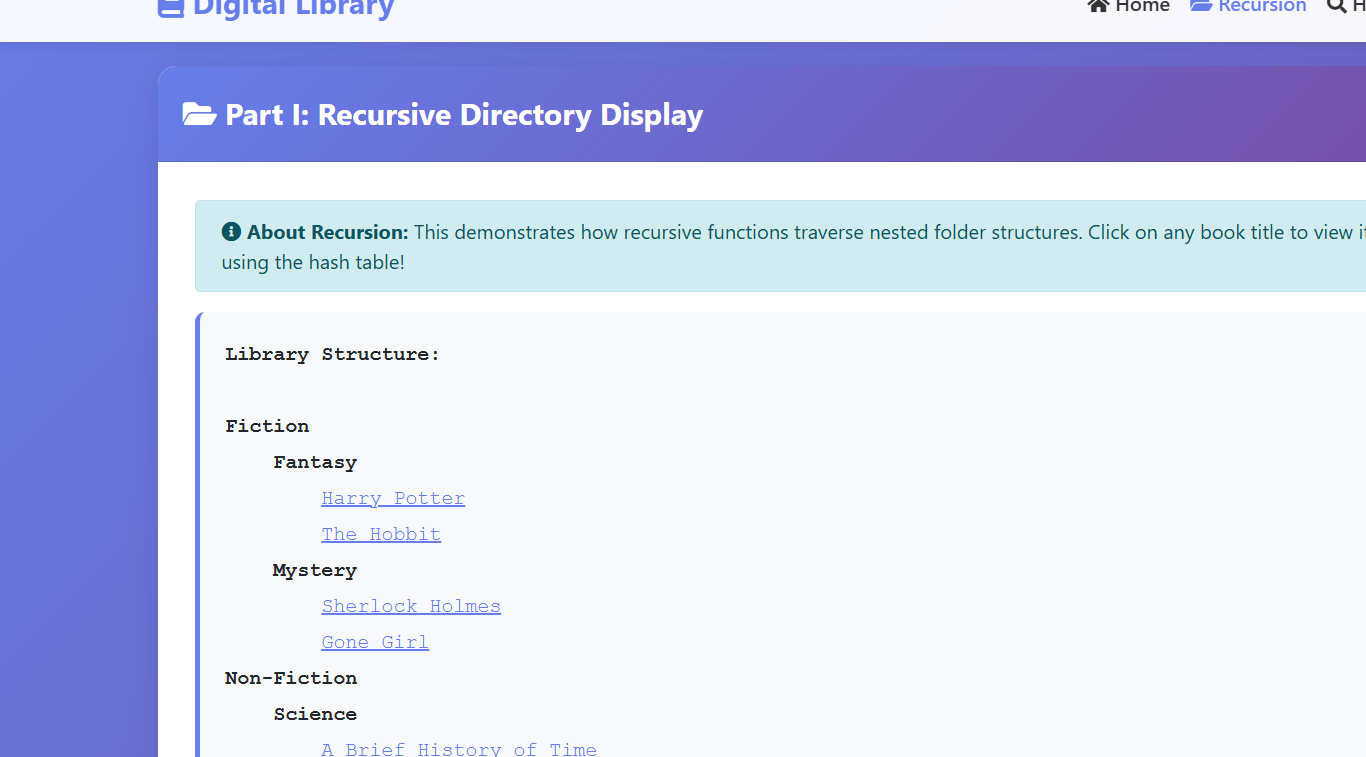 Digital Library
Home Recursion
Part I: Recursive Directory Display
About Recursion: This demonstrates how recursive functions traverse nested folder structures. Click on any book title to view
using the hash table!
Library Structure:
Fiction
Fantasy
Harry Potter
The Hobbit
Mystery
Sherlock Holmes
Gone Girl
Non-Fiction
Science
A Brief History of Time